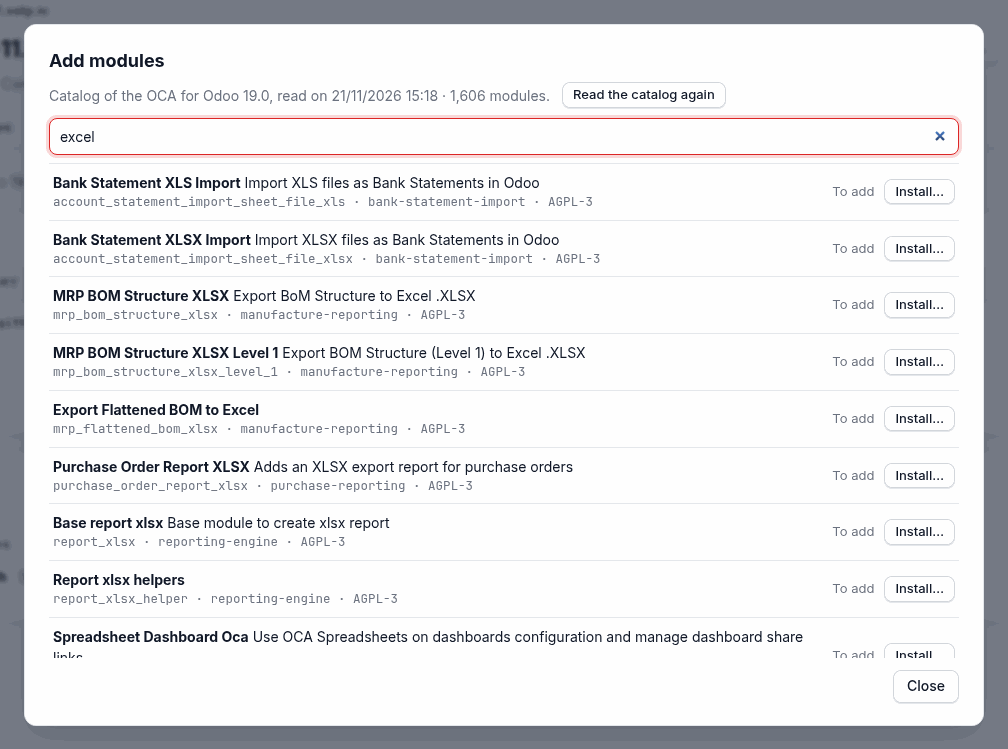 Add modules
Catalog of the OCA for Odoo 19.0, read on 21/11/2026 15:18 · 1,606 modules. Read the catalog again
excel ×
Bank Statement XLS Import Import XLS files as Bank Statements in Odoo
account_statement_import_sheet_file_xls · bank-statement-import · AGPL-3
To add Install...
Bank Statement XLSX Import Import XLSX files as Bank Statements in Odoo
account_statement_import_sheet_file_xlsx · bank-statement-import · AGPL-3
To add Install...
MRP BOM Structure XLSX Export BoM Structure to Excel .XLSX
mrp_bom_structure_xlsx · manufacture-reporting · AGPL-3
To add Install...
MRP BOM Structure XLSX Level 1 Export BOM Structure (Level 1) to Excel .XLSX
mrp_bom_structure_xlsx_level_1 · manufacture-reporting · AGPL-3
To add Install...
Export Flattened BOM to Excel
mrp_flattened_bom_xlsx · manufacture-reporting · AGPL-3
To add Install...
Purchase Order Report XLSX Adds an XLSX export report for purchase orders
purchase_order_report_xlsx · purchase-reporting · AGPL-3
To add Install...
Base report xlsx Base module to create xlsx report
report_xlsx · reporting-engine · AGPL-3
To add Install...
Report xlsx helpers
report_xlsx_helper · reporting-engine · AGPL-3
To add Install...
Spreadsheet Dashboard Oca Use OCA Spreadsheets on dashboards configuration and manage dashboard share
links
To add Install...
Close